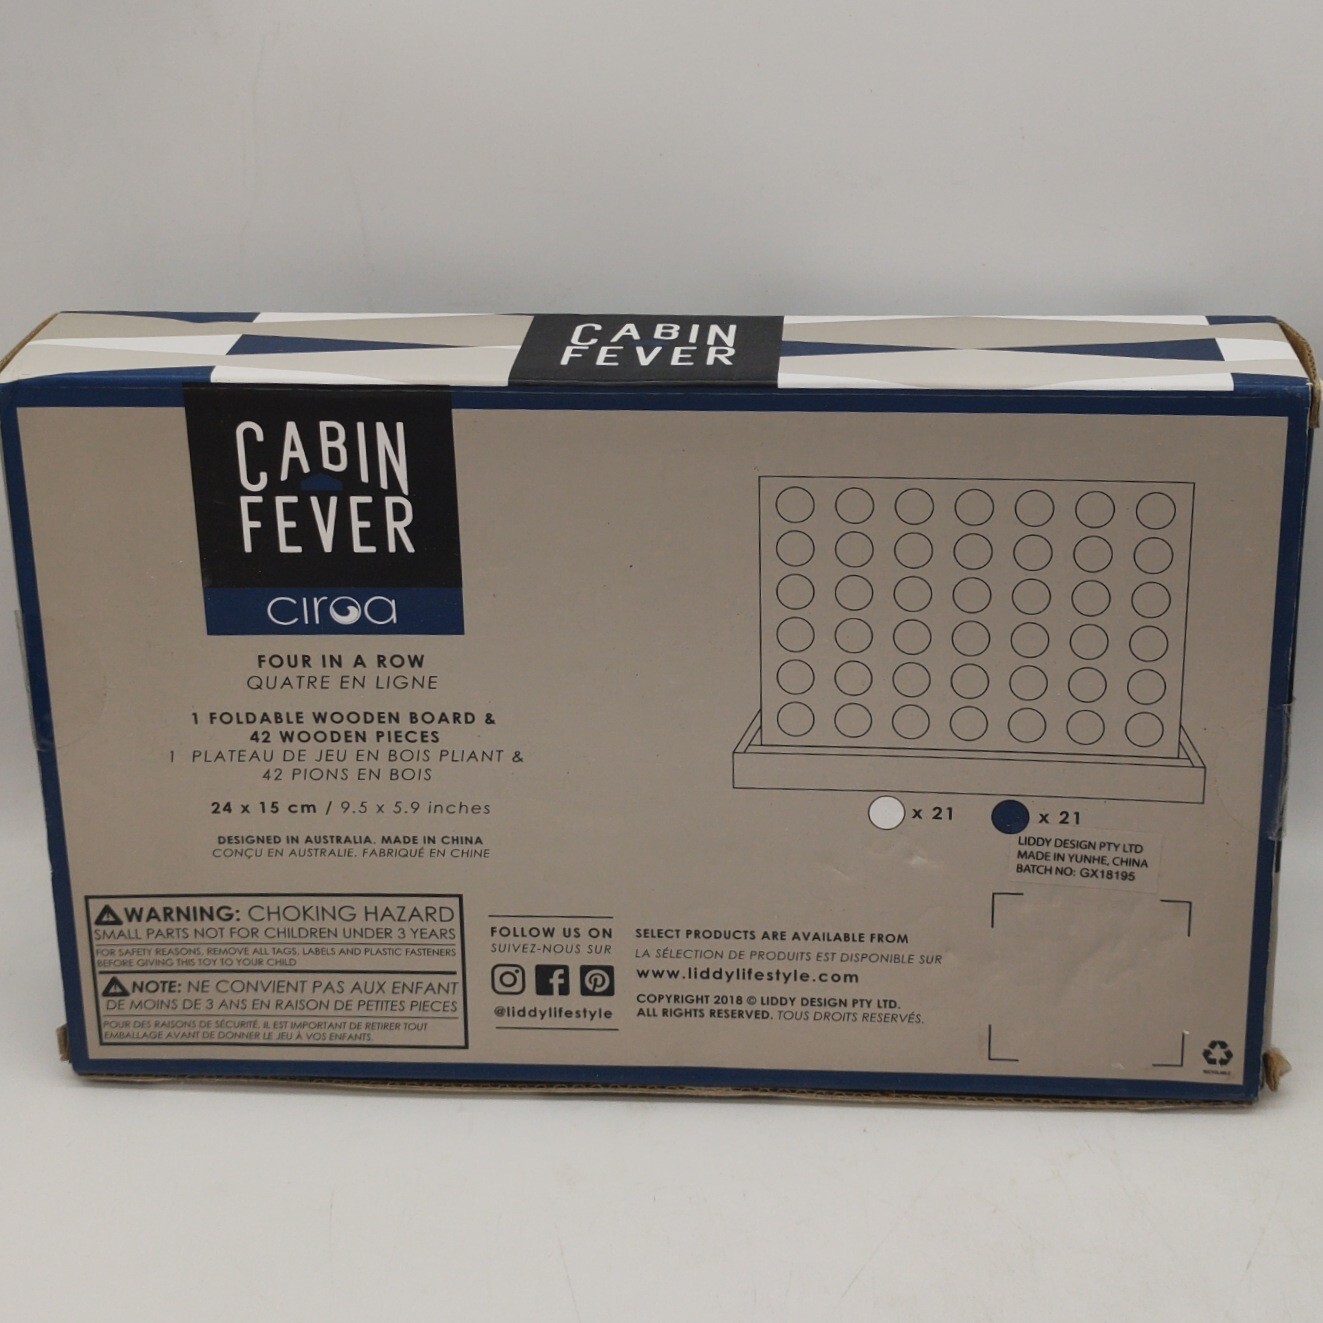 CABIN
FEVER
CABIN
FEVER
ciroa
FOUR IN A ROW
QUATRE EN LIGNE
1 FOLDABLE WOODEN BOARD &
42 WOODEN PIECES
1 PLATEAU DE JEU EN BOIS PLIANT &
42 PIONS EN BOIS
24 x 15 cm / 9.5 x 5.9 inches
DESIGNED IN AUSTRALIA. MADE IN CHINA
CONÇU EN AUSTRALIE. FABRIQUÉ EN CHINE
x 21
x 21
LIDDY DESIGN PTY LTD
MADE IN YUNHE, CHINA
BATCH NO: GX18195
WARNING: CHOKING HAZARD
SMALL PARTS NOT FOR CHILDREN UNDER 3 YEARS
FOR SAFETY REASONS, REMOVE ALL TAGS, LABELS AND PLASTIC FASTENERS
BEFORE GIVING THIS TOY TO YOUR CHILD
NOTE: NE CONVIENT PAS AUX ENFANT
DE MOINS DE 3 ANS EN RAISON DE PETITES PIECES
POUR DES RAISONS DE SÉCURITÉ, IL EST IMPORTANT DE RETIRER TOUT
EMBALLAGE AVANT DE DONNER LE JEU À VOS ENFANTS.
FOLLOW US ON
SUIVEZ-NOUS SUR
@liddylifestyle
SELECT PRODUCTS ARE AVAILABLE FROM
LA SÉLECTION DE PRODUITS EST DISPONIBLE SUR
www.liddylifestyle.com
COPYRIGHT 2018 © LIDDY DESIGN PTY LTD.
ALL RIGHTS RESERVED. TOUS DROITS RESERVÉS.